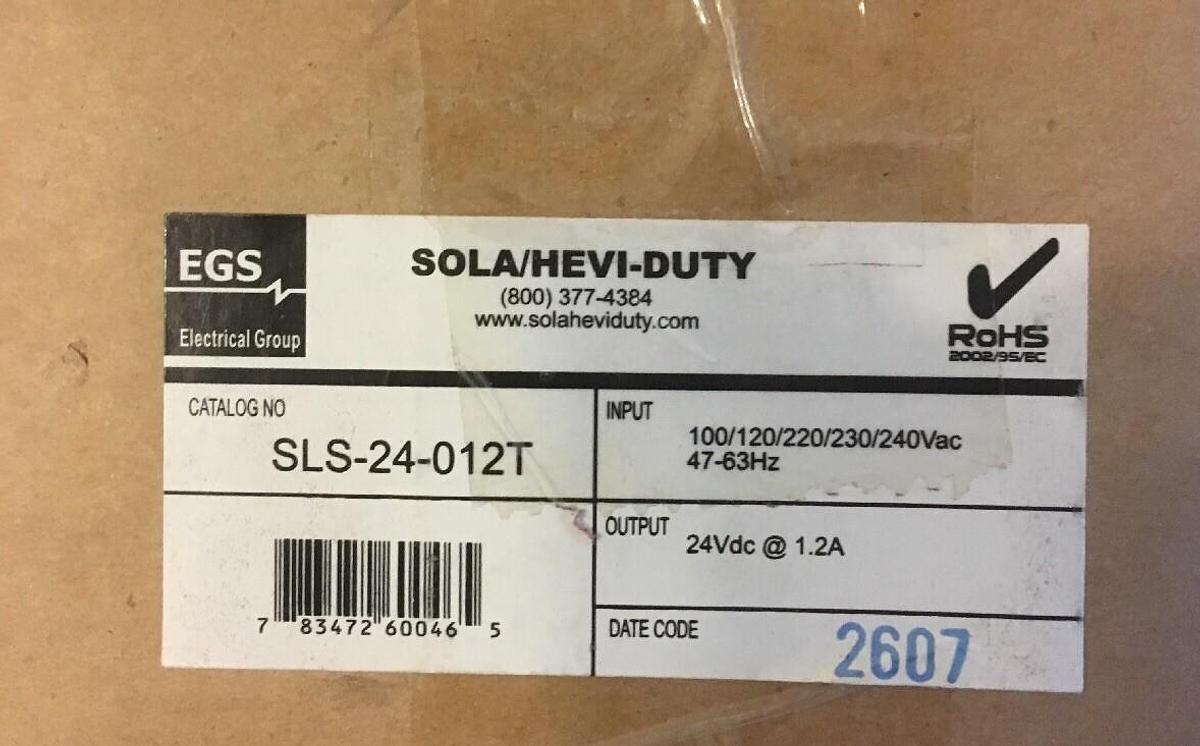 EGS
Electrical Group
SOLA/HEVI-DUTY
(800) 377-4384
www.solaheviduty.com
RoHS
2002/95/EC
CATALOG NO
SLS-24-012T
INPUT
100/120/220/230/240Vac
47-63Hz
OUTPUT
24Vdc @ 1.2A
7 83472 60046 5
DATE CODE
2607